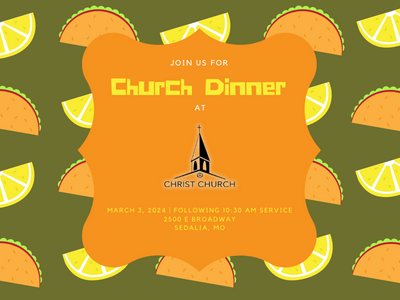 JOIN US FOR
Church Dinner
AT
CHRIST CHURCH
MARCH 3, 2024 | FOLLOWING 10:30 AM SERVICE
2500 E BROADWAY
SEDALIA, MO